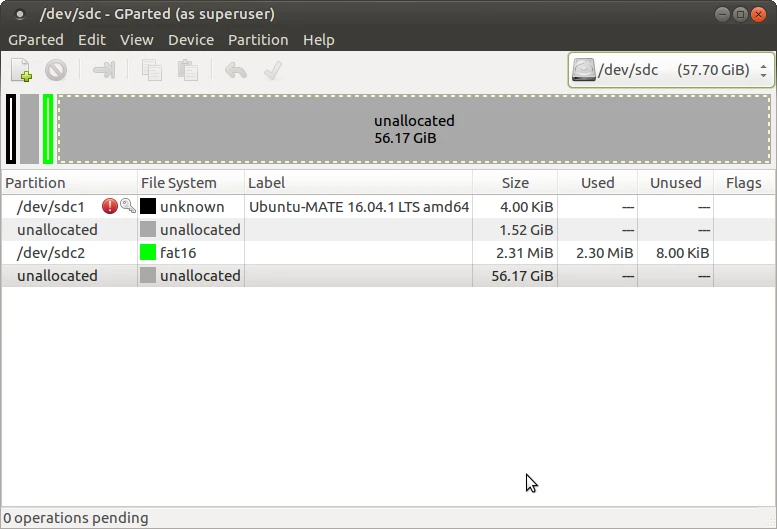 /dev/sdc - GParted (as superuser)
GParted Edit View Device Partition Help
/dev/sdc (57.70 GiB)
unallocated
56.17 GiB
Partition File System Label Size Used Unused Flags
/dev/sdc1 unknown Ubuntu-MATE 16.04.1 LTS amd64 4.00 KiB --- ---
unallocated unallocated 1.52 GiB --- ---
/dev/sdc2 fat16 2.31 MiB 2.30 MiB 8.00 KiB
unallocated unallocated 56.17 GiB --- ---
0 operations pending